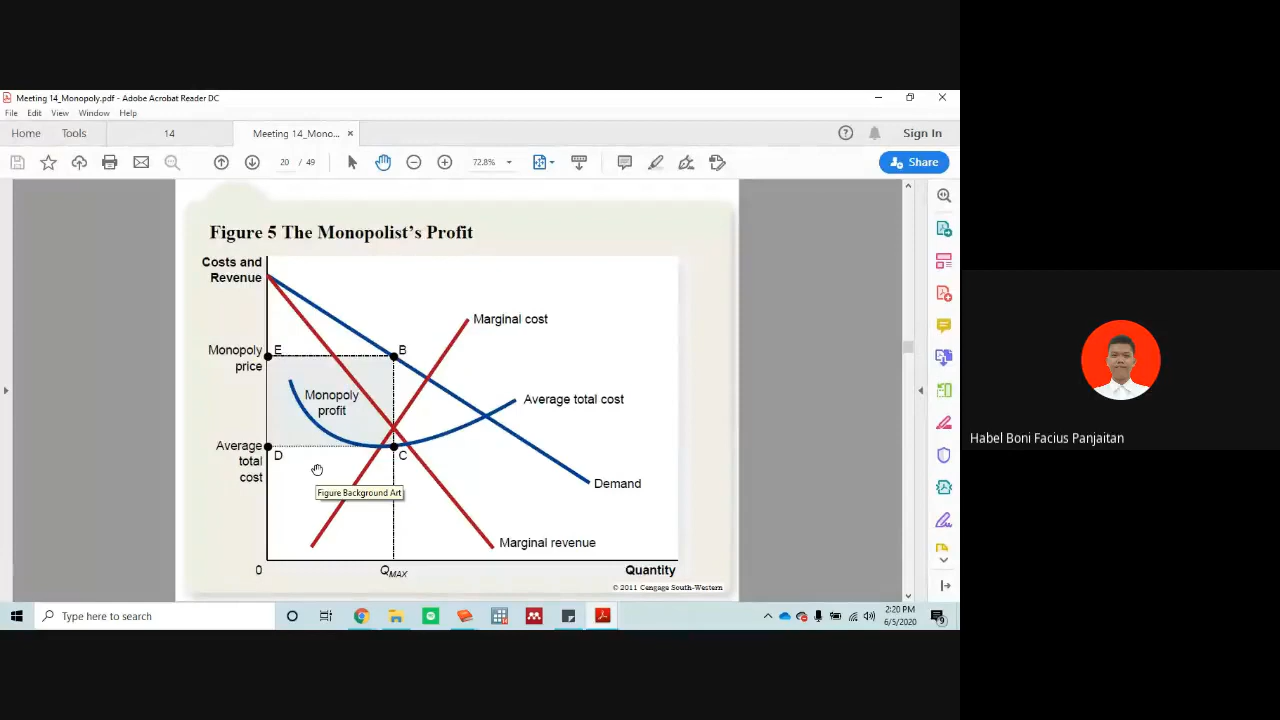 Meeting 14_Monopoly.pdf - Adobe Acrobat Reader DC
File Edit View Window Help
Home Tools 14 Meeting 14_Mono... × Sign In
20 / 49 72.8% Share
Figure 5 The Monopolist's Profit
Costs and
Revenue
Marginal cost
Monopoly
price
E
B
Monopoly
profit
Average total cost
Average
total
cost
D
C
Figure Background Art
Demand
Marginal revenue
0
QMAX
Quantity
© 2011 Cengage South-Western
Habel Boni Facius Panjaitan
Type here to search
2:20 PM
6/5/2020
9